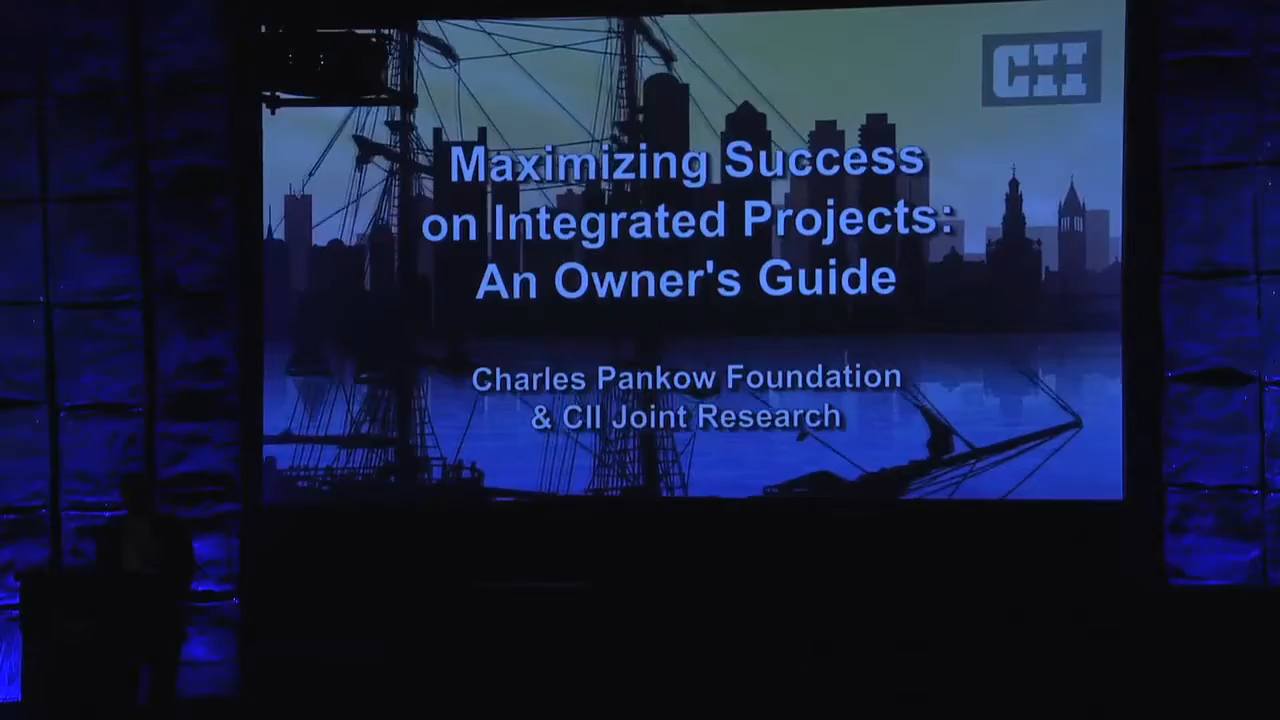 CII
Maximizing Success
on Integrated Projects:
An Owner's Guide
Charles Pankow Foundation
& CII Joint Research